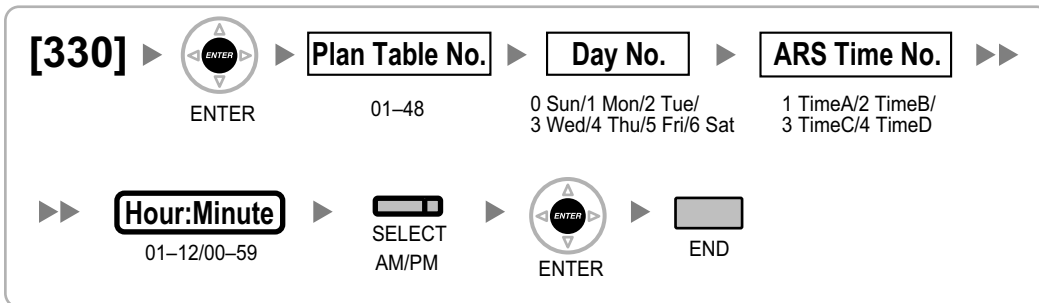 [330] ENTER Plan Table No. Day No. ARS Time No.
ENTER 01–48 0 Sun/1 Mon/2 Tue/ 1 TimeA/2 TimeB/
3 Wed/4 Thu/5 Fri/6 Sat 3 TimeC/4 TimeD
Hour:Minute ENTER
01–12/00–59 SELECT END
AM/PM ENTER